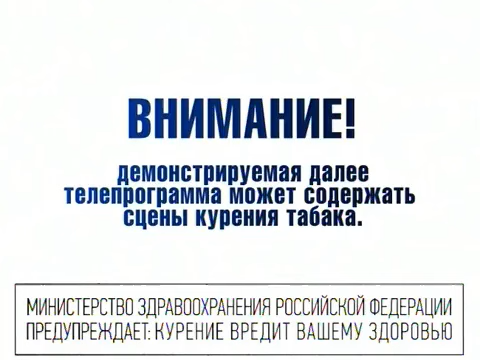 ВНИМАНИЕ!
демонстрируемая далее
телепрограмма может содержать
сцены курения табака.
МИНИСТЕРСТВО ЗДРАВООХРАНЕНИЯ РОССИЙСКОЙ ФЕДЕРАЦИИ
ПРЕДУПРЕЖДАЕТ: КУРЕНИЕ ВРЕДИТ ВАШЕМУ ЗДОРОВЬЮ